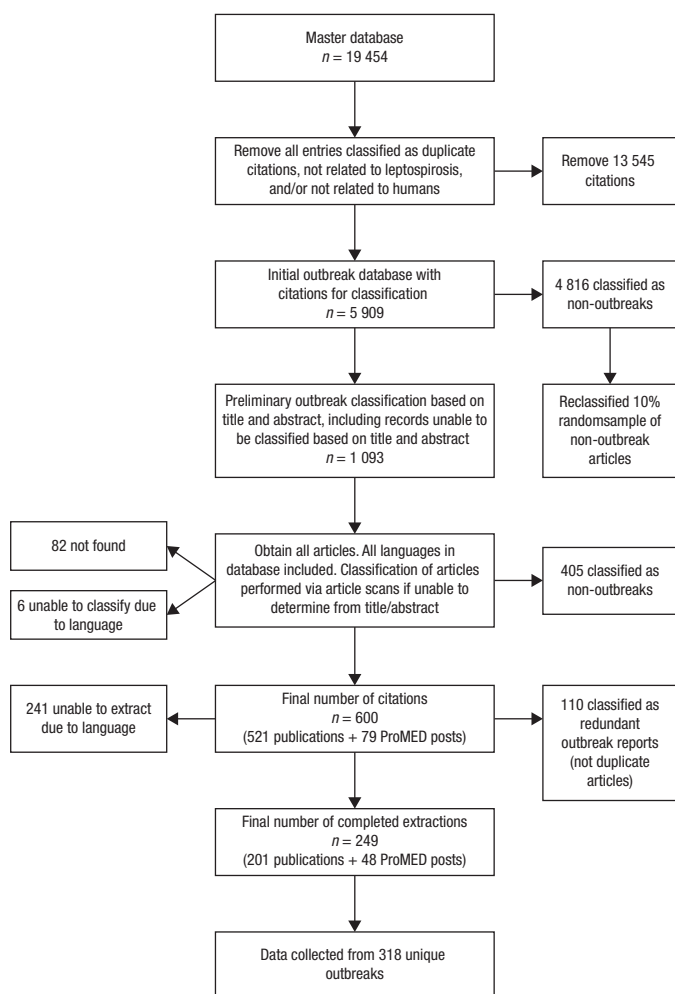 Master database
n = 19 454
Remove all entries classified as duplicate
citations, not related to leptospirosis,
and/or not related to humans
Remove 13 545
citations
Initial outbreak database with
citations for classification
n = 5 909
4 816 classified as
non-outbreaks
Preliminary outbreak classification based on
title and abstract, including records unable to
be classified based on title and abstract
n = 1 093
Reclassified 10%
randomsample of
non-outbreak
articles
82 not found
6 unable to classify due
to language
Obtain all articles. All languages in
database included. Classification of articles
performed via article scans if unable to
determine from title/abstract
405 classified as
non-outbreaks
241 unable to extract
due to language
Final number of citations
n = 600
(521 publications + 79 ProMED posts)
110 classified as
redundant
outbreak reports
(not duplicate
articles)
Final number of completed extractions
n = 249
(201 publications + 48 ProMED posts)
Data collected from 318 unique
outbreaks